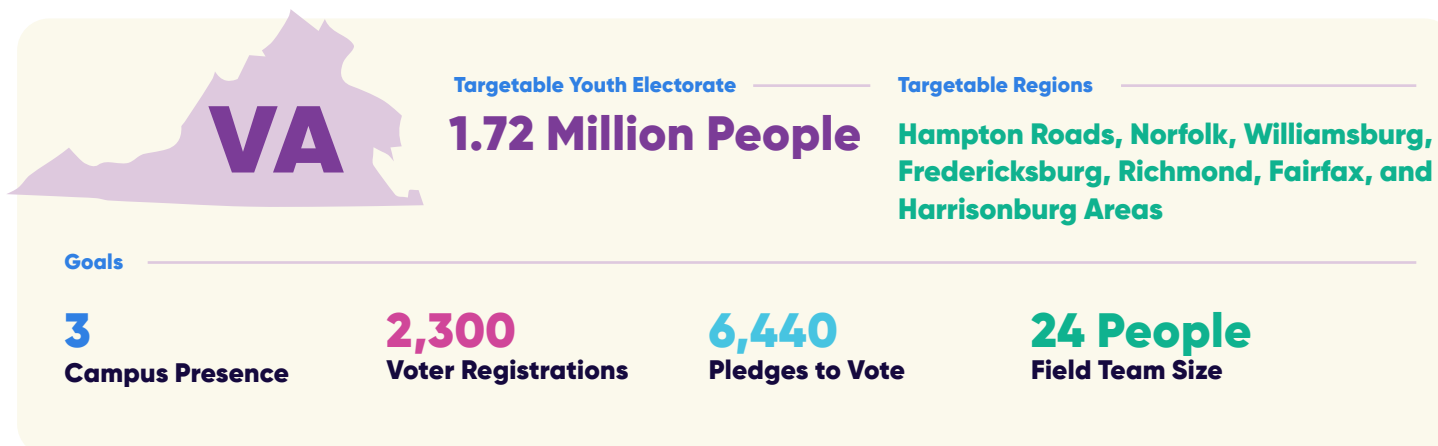 VA
Targetable Youth Electorate
1.72 Million People
Targetable Regions
Hampton Roads, Norfolk, Williamsburg,
Fredericksburg, Richmond, Fairfax, and
Harrisonburg Areas
Goals
3
Campus Presence
2,300
Voter Registrations
6,440
Pledges to Vote
24 People
Field Team Size